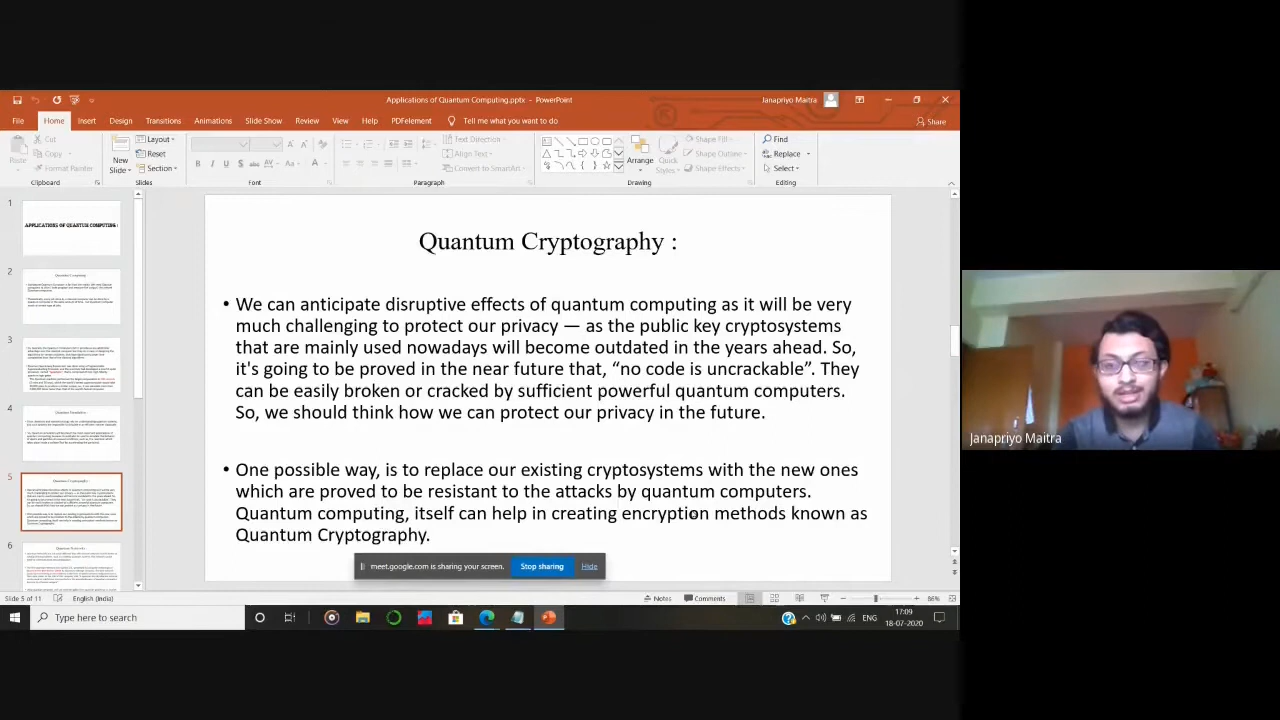 Applications of Quantum Computing.pptx - PowerPoint
Janapriyo Maitra
File Home Insert Design Transitions Animations Slide Show Review View Help PDFelement Tell me what you want to do
Share
Paste
Cut
Copy
Format Painter
Clipboard
New
Slide
Layout
Reset
Section
Slides
Font
Text Direction
Align Text
Convert to SmartArt
Paragraph
Arrange
Quick
Styles
Shape Fill
Shape Outline
Shape Effects
Drawing
Find
Replace
Select
Editing
1
APPLICATIONS OF QUANTUM COMPUTING :
2
3
4
5
6
Quantum Cryptography :
• We can anticipate disruptive effects of quantum computing as it will be very
much challenging to protect our privacy — as the public key cryptosystems
that are mainly used nowadays will become outdated in the years ahead. So,
it's going to be proved in the near future that, “no code is uncrackable”. They
can be easily broken or cracked by sufficient powerful quantum computers.
So, we should think how we can protect our privacy in the future.
• One possible way, is to replace our existing cryptosystems with the new ones
which are proved to be resistant to the attacks by quantum computers.
Quantum computing, itself can help in creating encryption methods known as
Quantum Cryptography.
meet.google.com is sharing your screen. Stop sharing Hide
Slide 5 of 11 English (India)
Notes Comments 86%
Type here to search
ENG
17:09
18-07-2020
Janapriyo Maitra